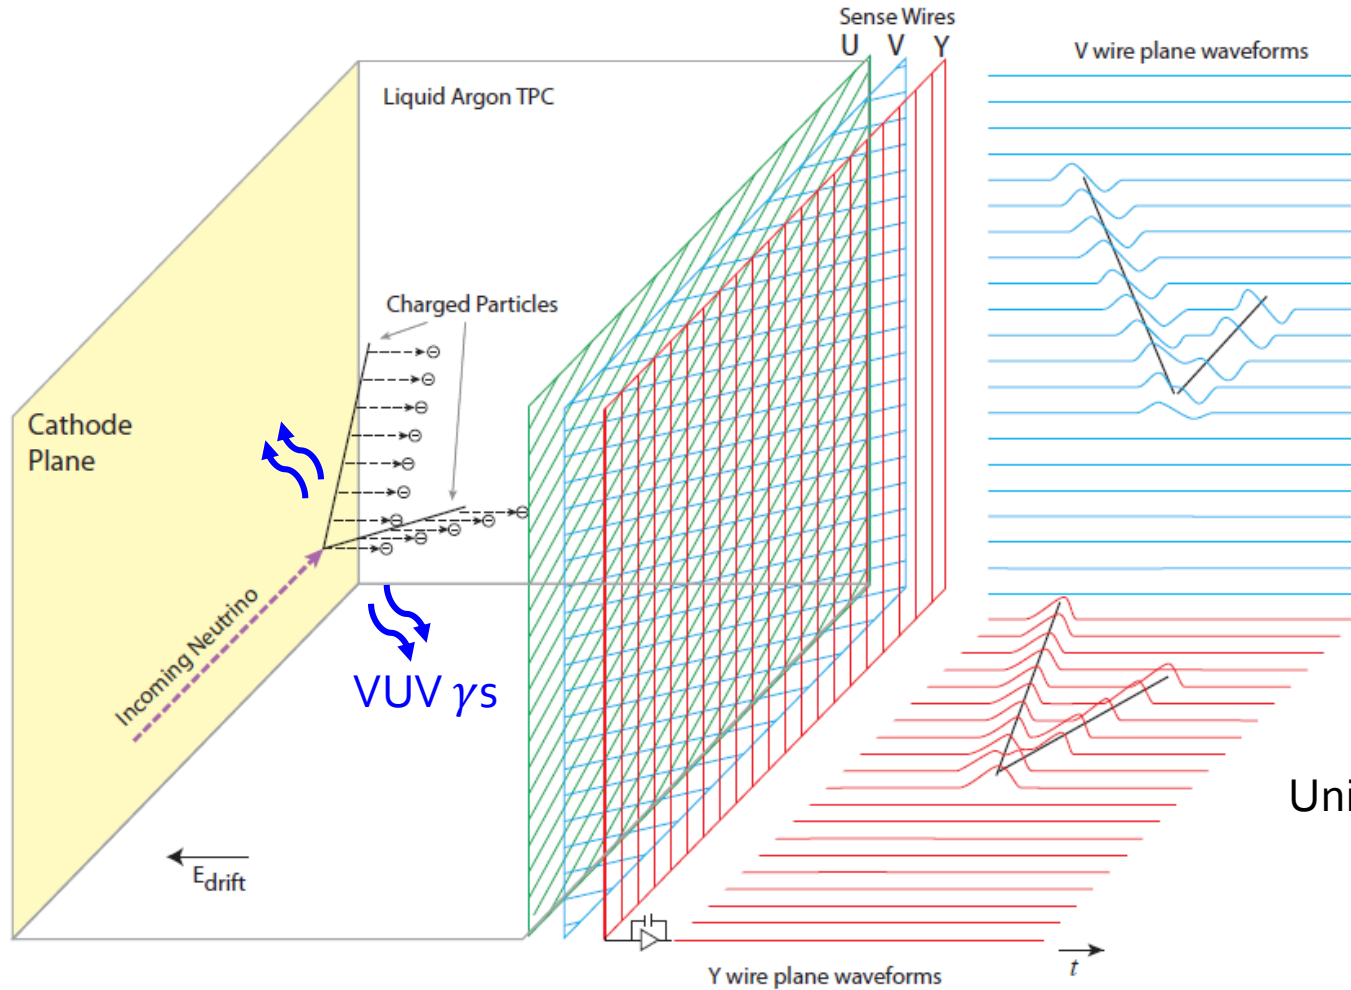 Sense Wires
U V Y
V wire plane waveforms
Liquid Argon TPC
Charged Particles
Cathode
Plane
Incoming Neutrino
VUV γs
Uni
Edrift
t
Y wire plane waveforms